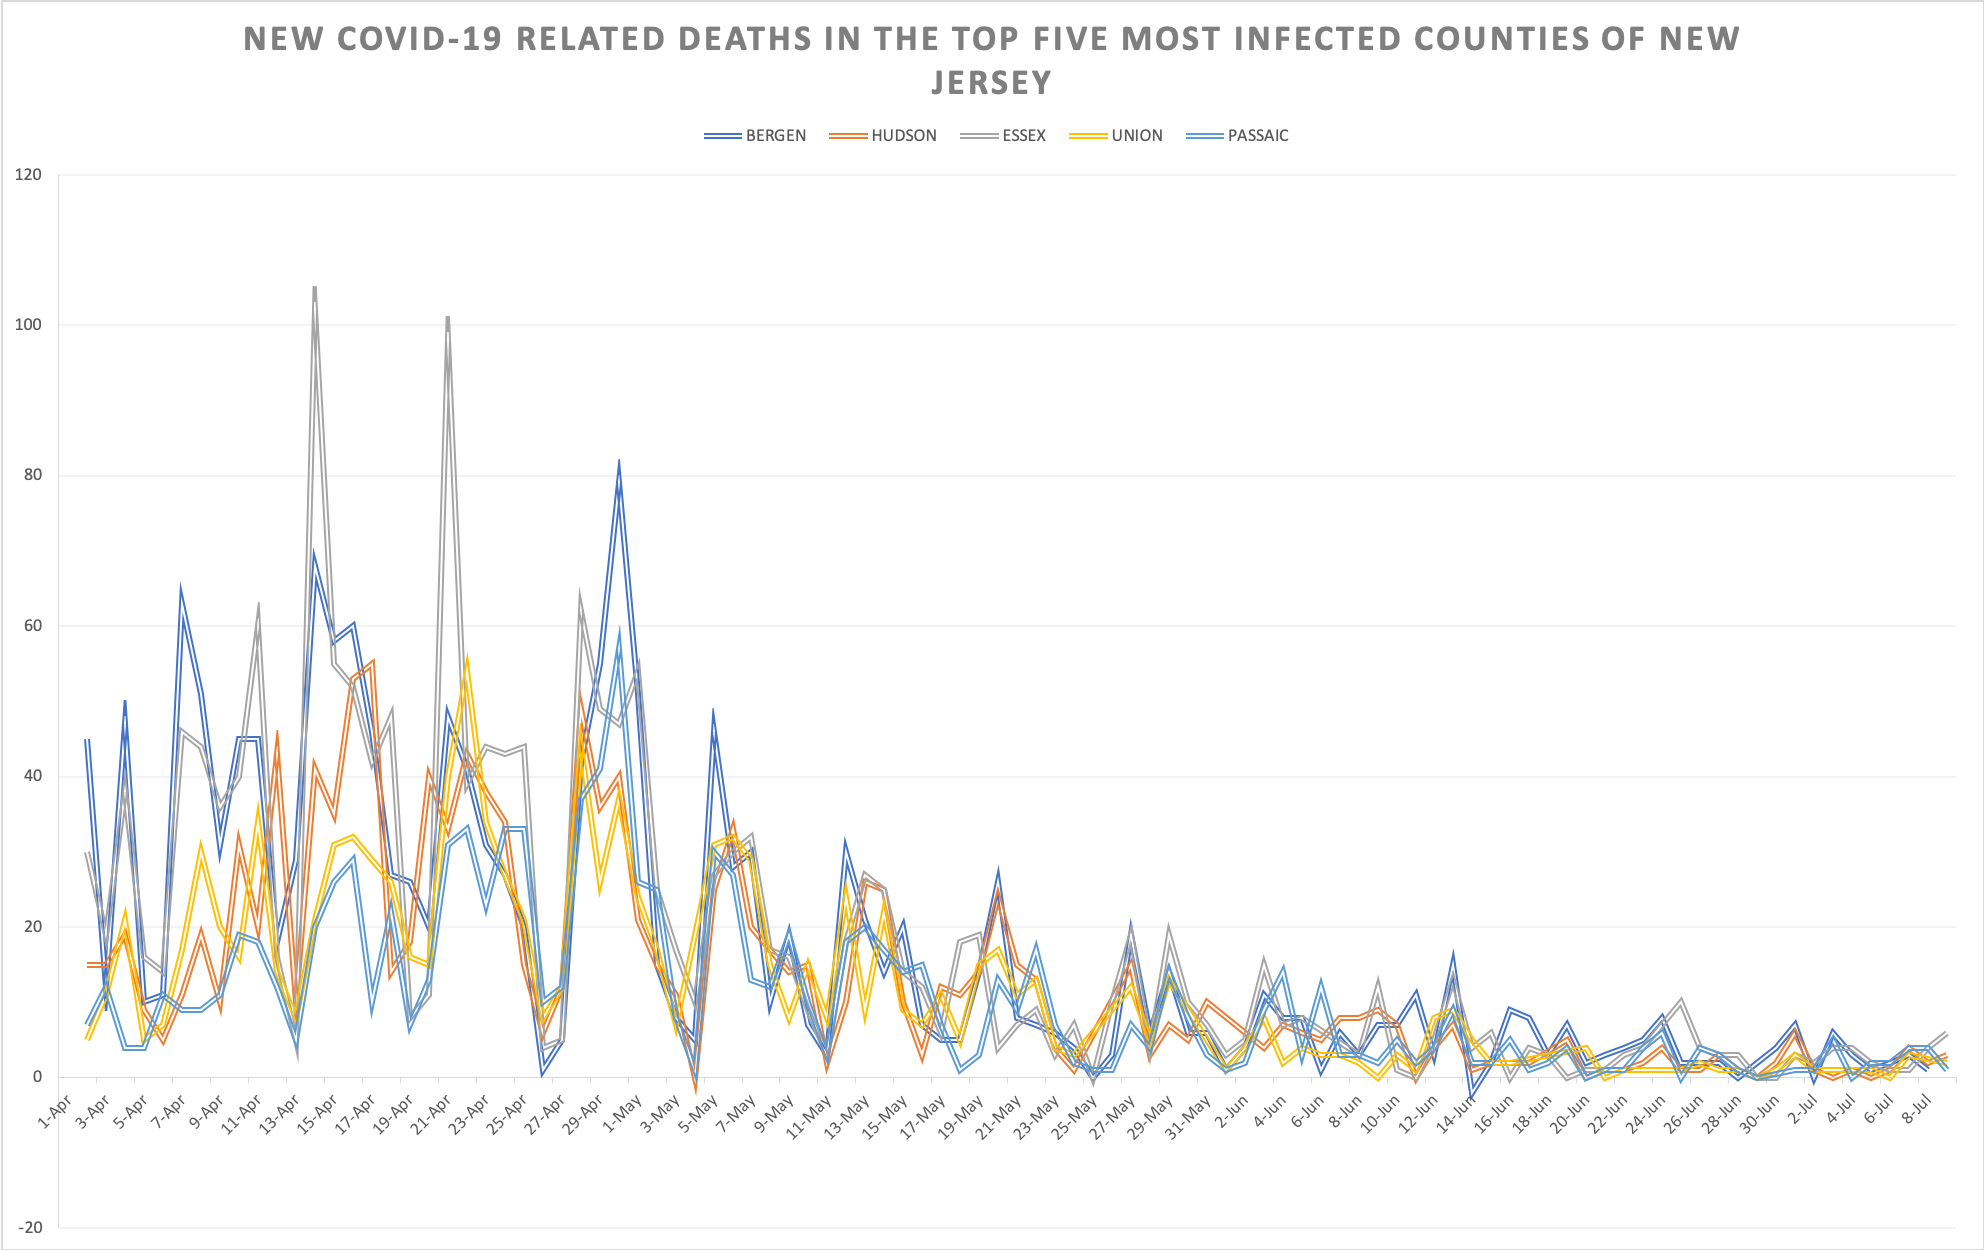 NEW COVID-19 RELATED DEATHS IN THE TOP FIVE MOST INFECTED COUNTIES OF NEW
JERSEY
BERGEN HUDSON ESSEX UNION PASSAIC
120
100
80
60
40
20
0
-20
1-Apr 3-Apr 5-Apr 7-Apr 9-Apr 11-Apr 13-Apr 15-Apr 17-Apr 19-Apr 21-Apr 23-Apr 25-Apr 27-Apr 29-Apr 1-May 3-May 5-May 7-May 9-May 11-May 13-May 15-May 17-May 19-May 21-May 23-May 25-May 27-May 29-May 31-May 2-Jun 4-Jun 6-Jun 8-Jun 10-Jun 12-Jun 14-Jun 16-Jun 18-Jun 20-Jun 22-Jun 24-Jun 26-Jun 28-Jun 30-Jun 2-Jul 4-Jul 6-Jul 8-Jul